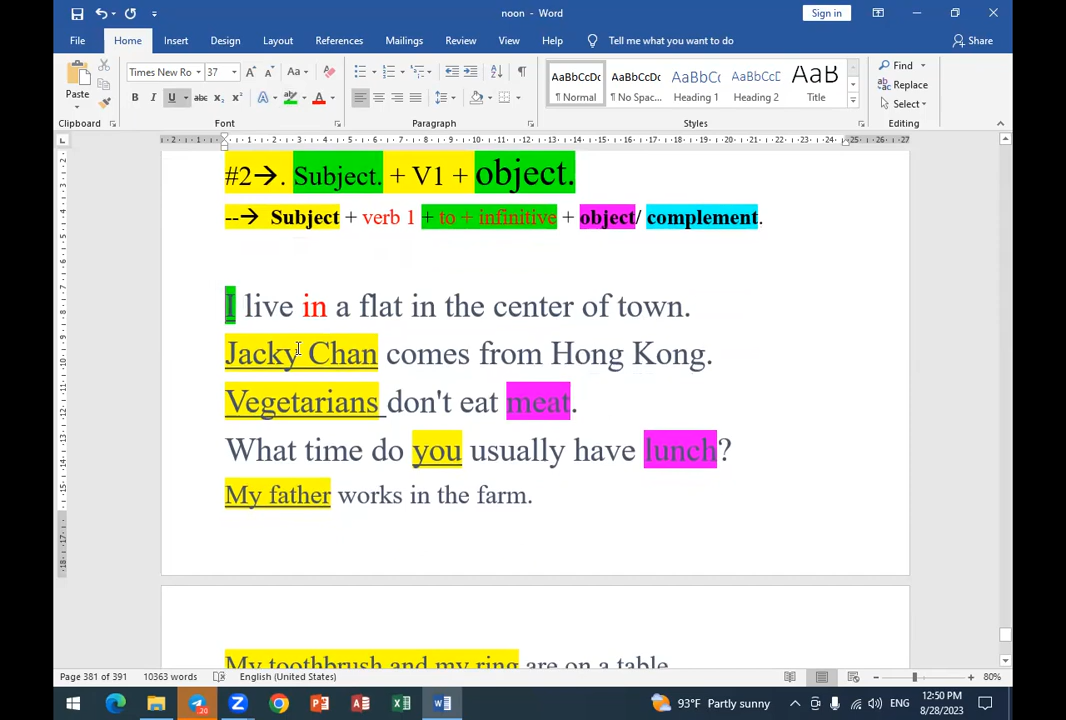 noon - Word
Sign in
File Home Insert Design Layout References Mailings Review View Help Tell me what you want to do Share
Paste
Times New Ro 37
B I U abc x₂ x² A Aa
AaBbCcDc AaBbCcDc AaBbCc AaBbCcC AaBb
¶ Normal ¶ No Spac... Heading 1 Heading 2 Title
Find
Replace
Select
Clipboard Font Paragraph Styles Editing
#2→. Subject. + V1 + object.
--→ Subject + verb 1 + to + infinitive + object/ complement.
I live in a flat in the center of town.
Jacky Chan comes from Hong Kong.
Vegetarians don't eat meat.
What time do you usually have lunch?
My father works in the farm.
My toothbrush and my ring are on a table
Page 381 of 391 10363 words English (United States) 80%
93°F Partly sunny ENG 12:50 PM 8/28/2023